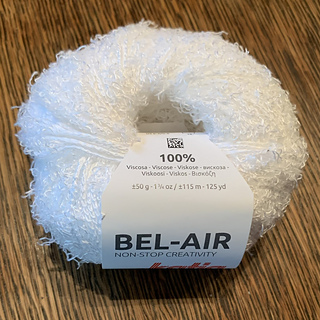 100%
Viscosa - Viscose - Viskose - вискоза -
Viskoosi - Viskos - Βισκόζη
±50 g - 1 ¾ oz / ±115 m - 125 yd
BEL-AIR
NON-STOP CREATIVITY